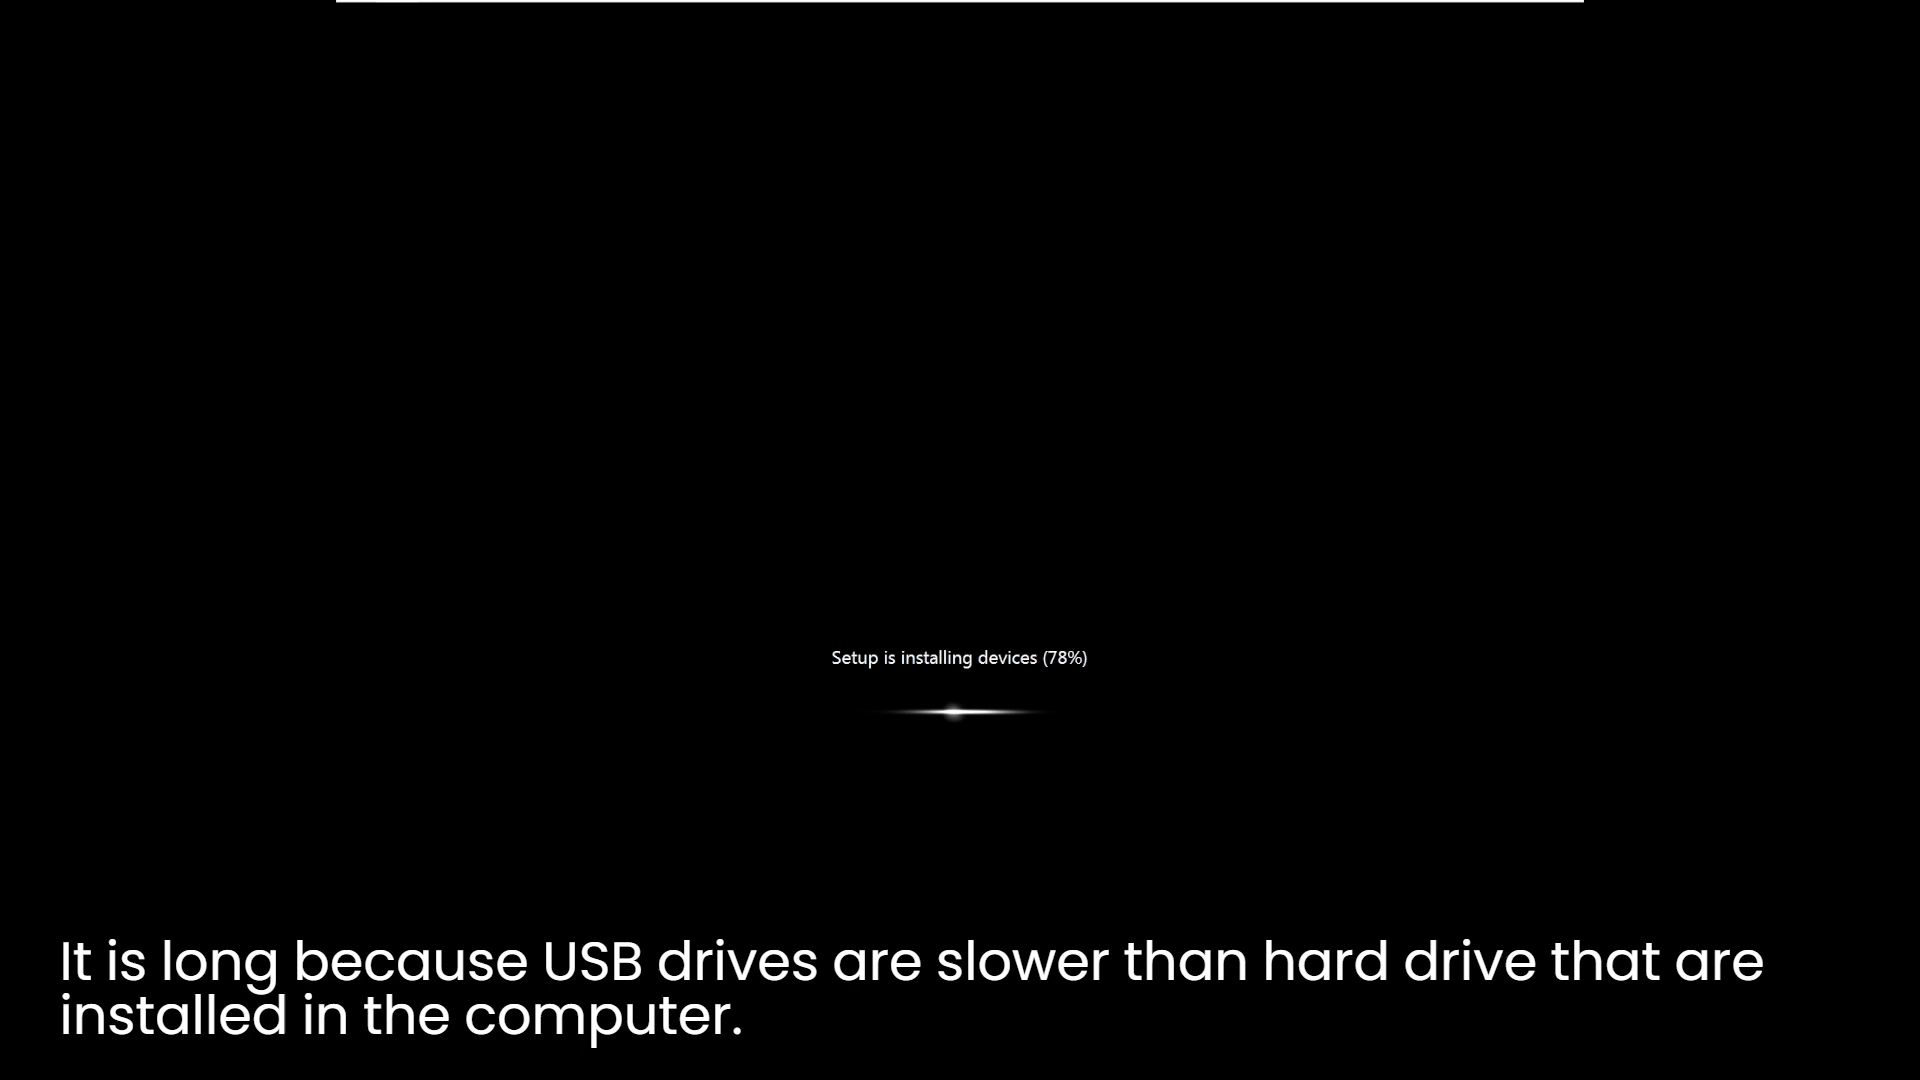 Setup is installing devices (78%)
It is long because USB drives are slower than hard drive that are
installed in the computer.